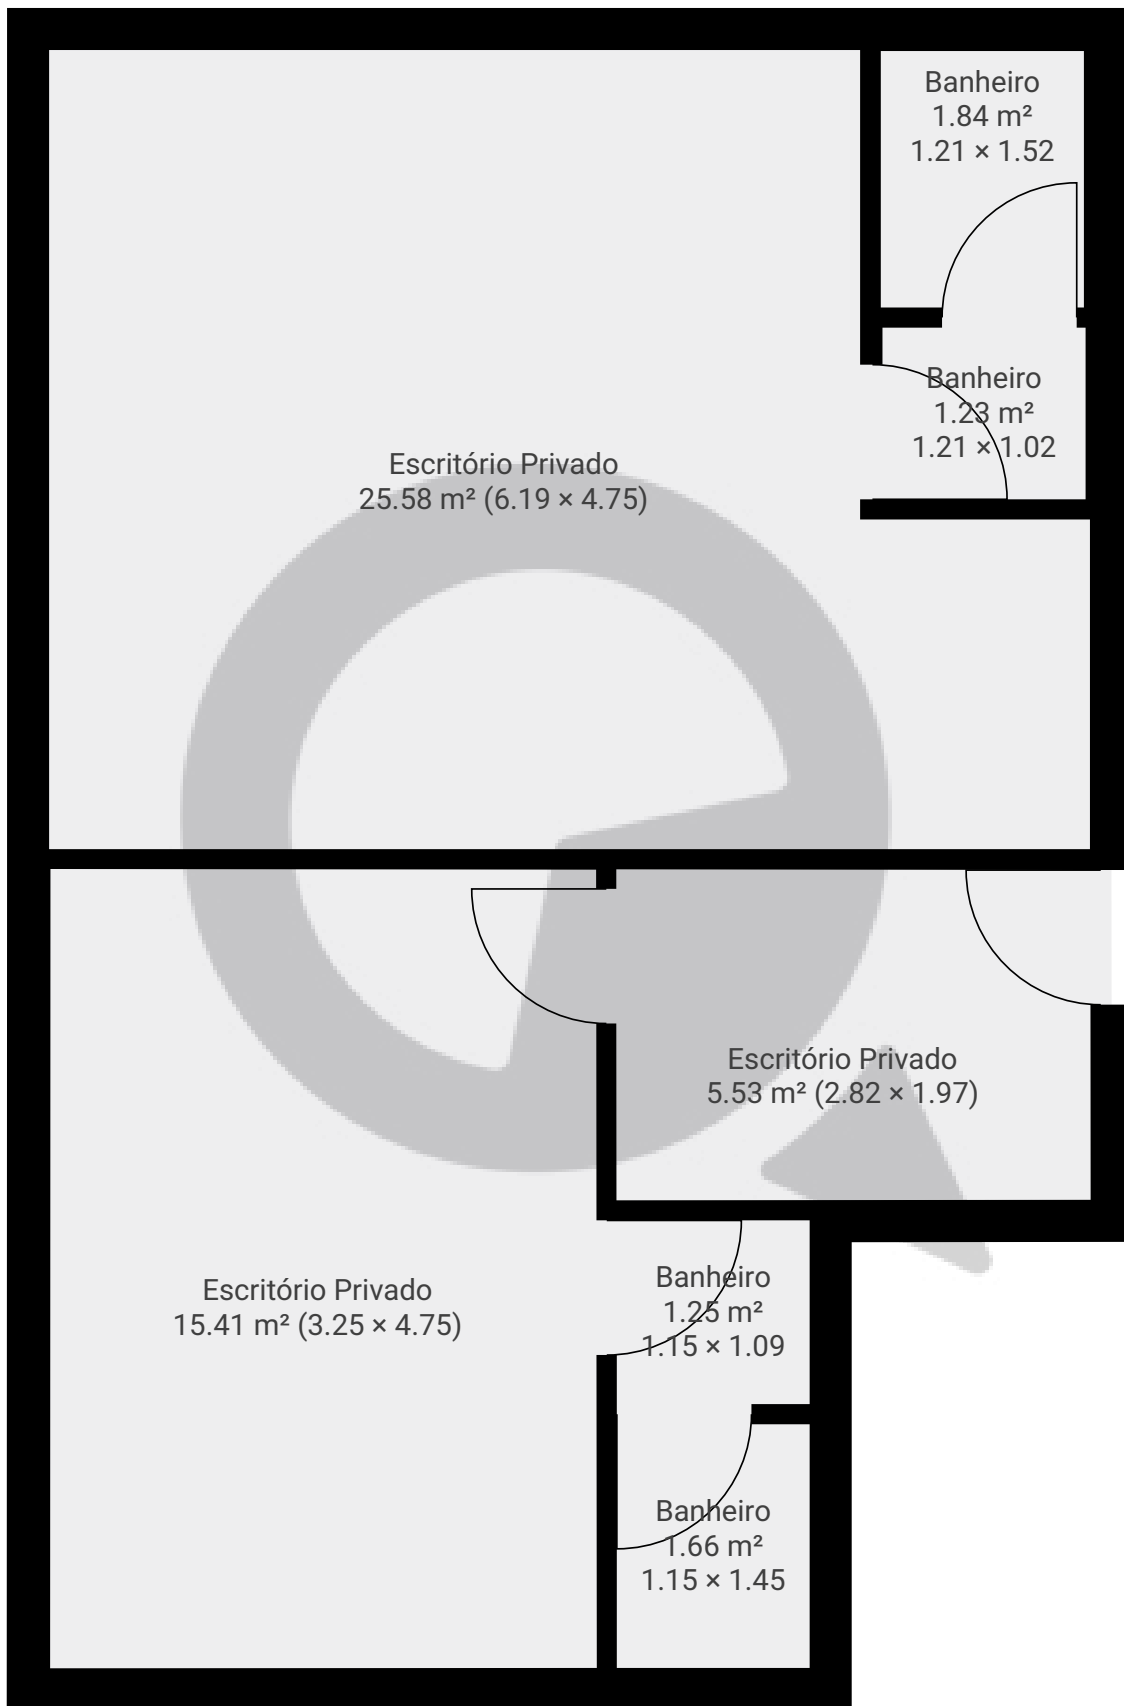 Banheiro
1.84 m²
1.21 × 1.52
Banheiro
1.23 m²
1.21 × 1.02
Escritório Privado
25.58 m² (6.19 × 4.75)
Escritório Privado
5.53 m² (2.82 × 1.97)
Escritório Privado
15.41 m² (3.25 × 4.75)
Banheiro
1.25 m²
1.15 × 1.09
Banheiro
1.66 m²
1.15 × 1.45